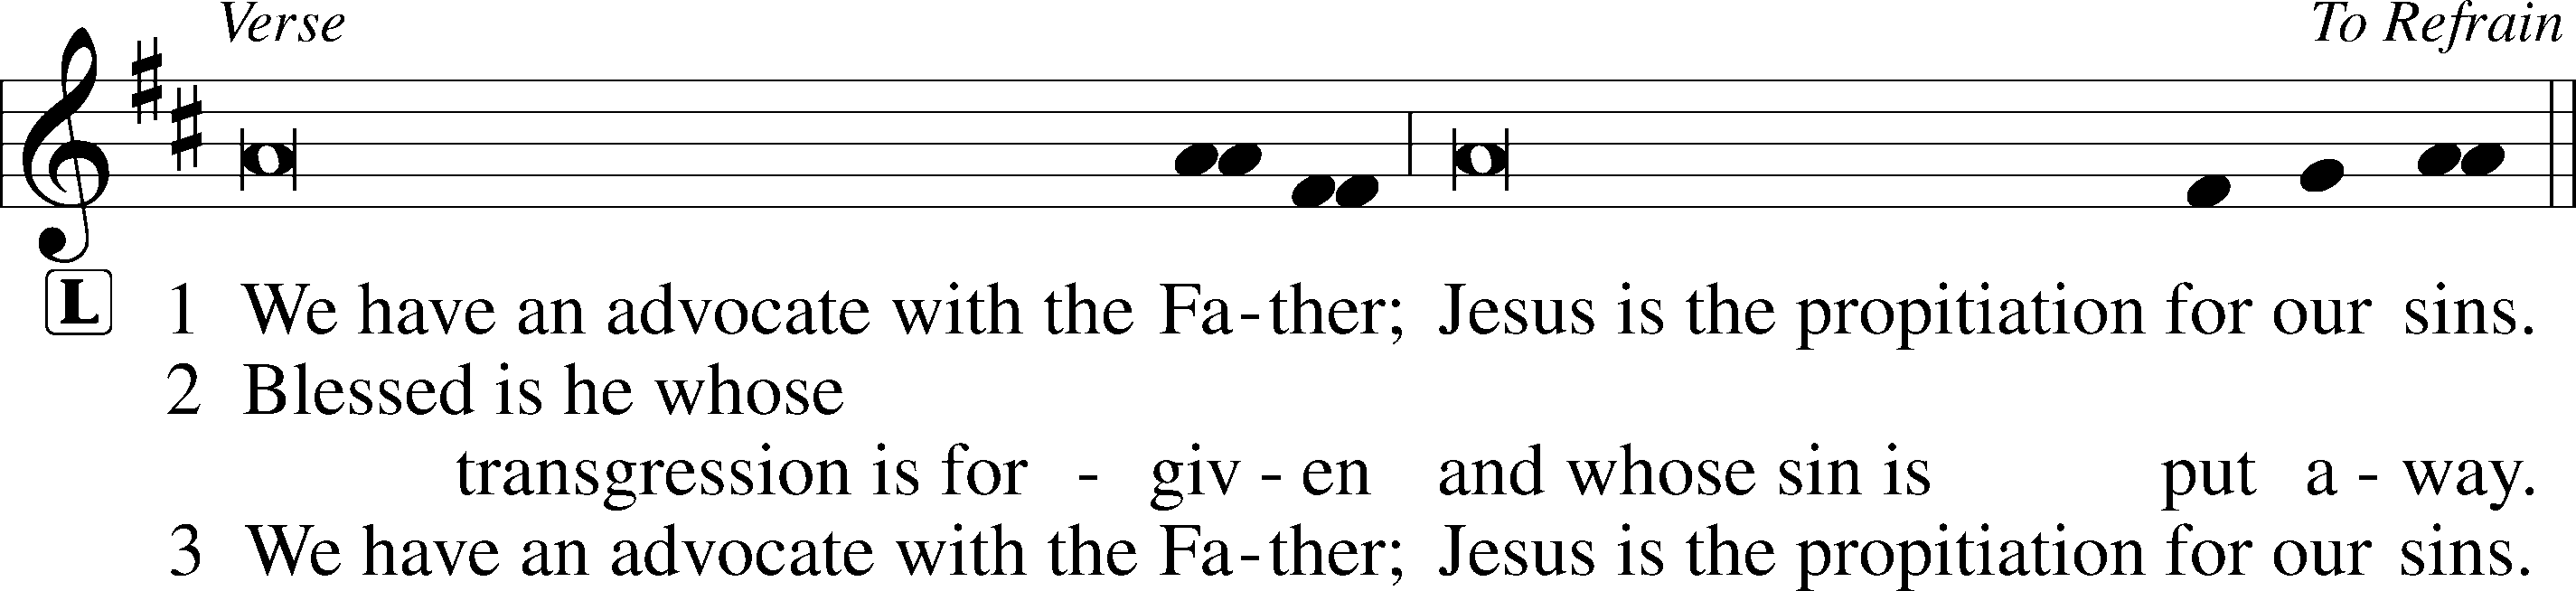 Verse To Refrain
L 1 We have an advocate with the Fa-ther; Jesus is the propitiation for our sins.
2 Blessed is he whose
transgression is for - giv - en and whose sin is put a - way.
3 We have an advocate with the Fa-ther; Jesus is the propitiation for our sins.